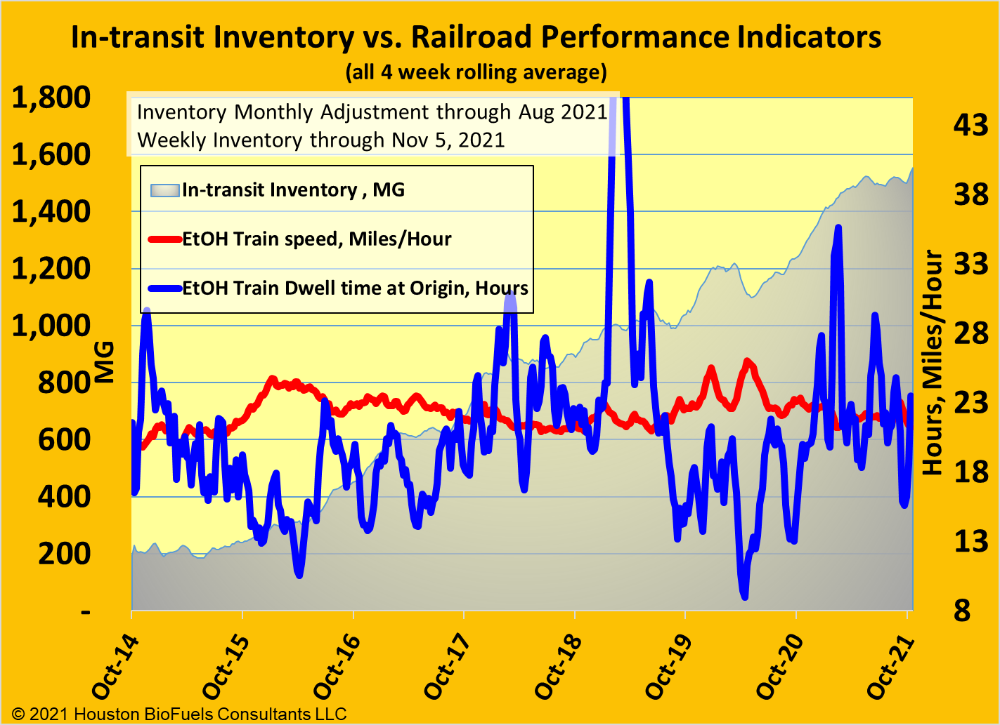 In-transit Inventory vs. Railroad Performance Indicators
(all 4 week rolling average)
Inventory Monthly Adjustment through Aug 2021
Weekly Inventory through Nov 5, 2021
In-transit Inventory , MG
EtOH Train speed, Miles/Hour
EtOH Train Dwell time at Origin, Hours
1,800
1,600
1,400
1,200
1,000
800
600
400
200
-
MG
43
38
33
28
23
18
13
8
Hours, Miles/Hour
Oct-14
Oct-15
Oct-16
Oct-17
Oct-18
Oct-19
Oct-20
Oct-21
© 2021 Houston BioFuels Consultants LLC